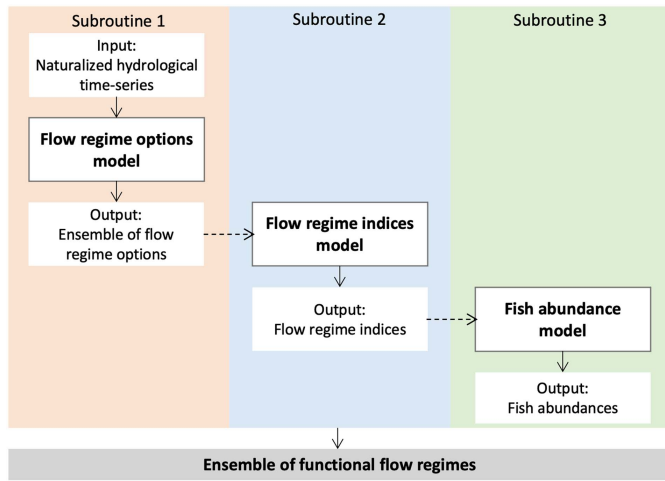 Subroutine 1
Input:
Naturalized hydrological
time-series
Flow regime options
model
Output:
Ensemble of flow
regime options
Subroutine 2
Flow regime indices
model
Output:
Flow regime indices
Subroutine 3
Fish abundance
model
Output:
Fish abundances
Ensemble of functional flow regimes